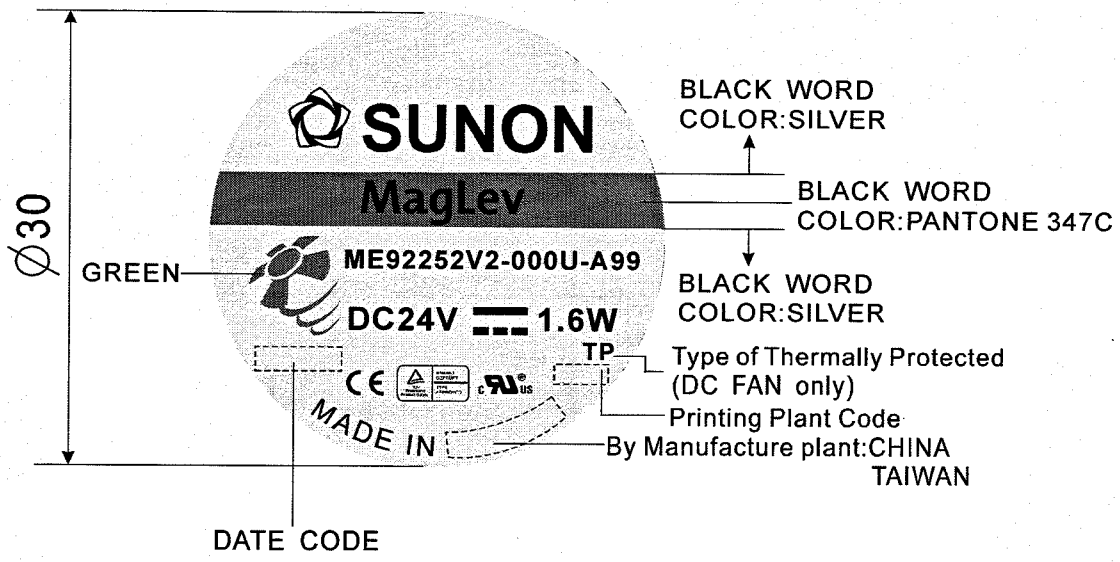 BLACK WORD
COLOR:SILVER
SUNON
MagLev
BLACK WORD
COLOR:PANTONE 347C
Ø30
GREEN
ME92252V2-000U-A99
BLACK WORD
COLOR:SILVER
DC24V 1.6W
TP
Type of Thermally Protected
(DC FAN only)
CE
c RU ® US
Printing Plant Code
MADE IN
By Manufacture plant:CHINA
TAIWAN
DATE CODE